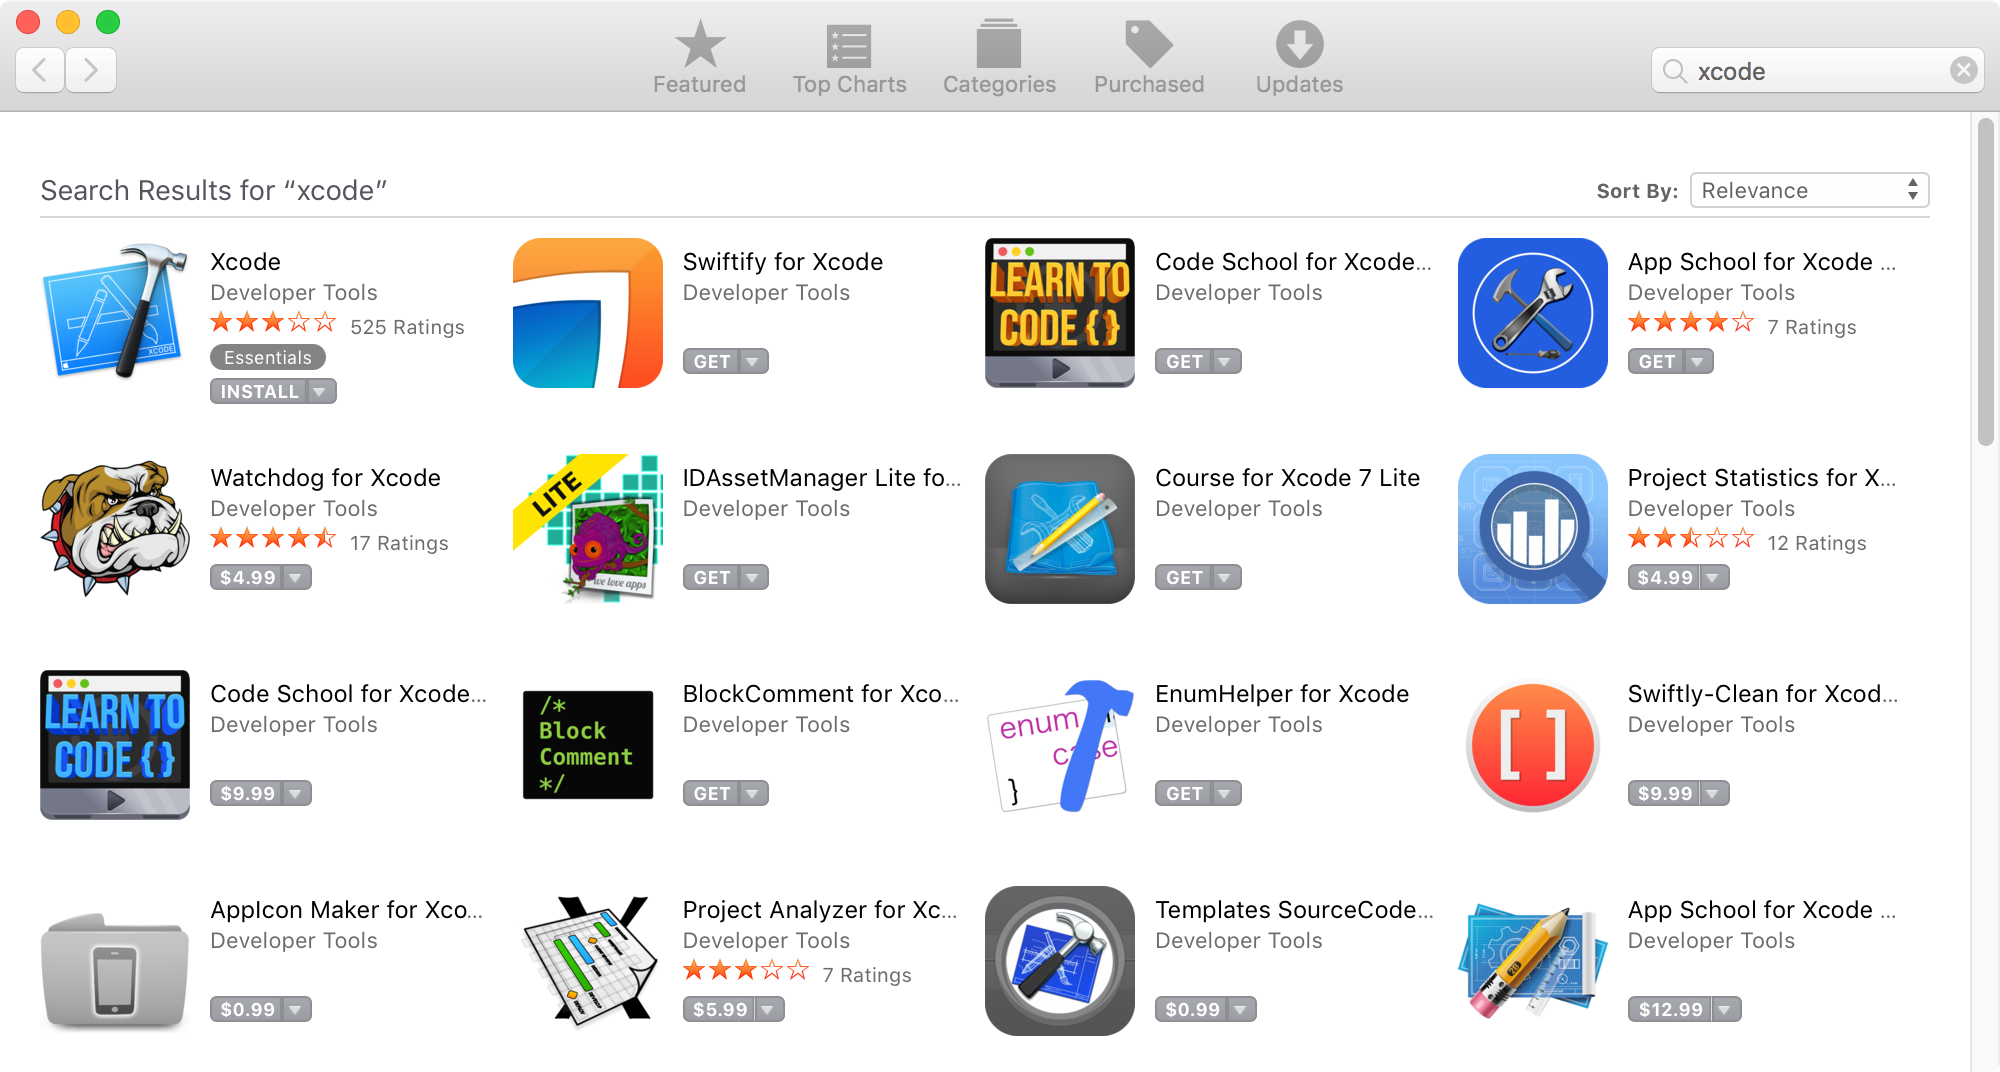 Featured
Top Charts
Categories
Purchased
Updates
xcode
Search Results for “xcode”
Sort By: Relevance
Xcode
Developer Tools
525 Ratings
Essentials
INSTALL
XCODE
Swiftify for Xcode
Developer Tools
GET
LEARN TO
CODE { }
Code School for Xcode...
Developer Tools
GET
App School for Xcode ...
Developer Tools
7 Ratings
GET
Watchdog for Xcode
Developer Tools
17 Ratings
$4.99
LITE
we love apps
IDAssetManager Lite fo...
Developer Tools
GET
Course for Xcode 7 Lite
Developer Tools
GET
App
Project Statistics for X...
Developer Tools
12 Ratings
$4.99
LEARN TO
CODE { }
Code School for Xcode...
Developer Tools
$9.99
/*
Block
Comment
*/
BlockComment for Xco...
Developer Tools
GET
enum
case
}
EnumHelper for Xcode
Developer Tools
GET
[ ]
Swiftly-Clean for Xcod...
Developer Tools
$9.99
AppIcon Maker for Xco...
Developer Tools
$0.99
Project Analyzer for Xc...
Developer Tools
7 Ratings
$5.99
Templates SourceCode...
Developer Tools
$0.99
2B
App School for Xcode ...
Developer Tools
$12.99